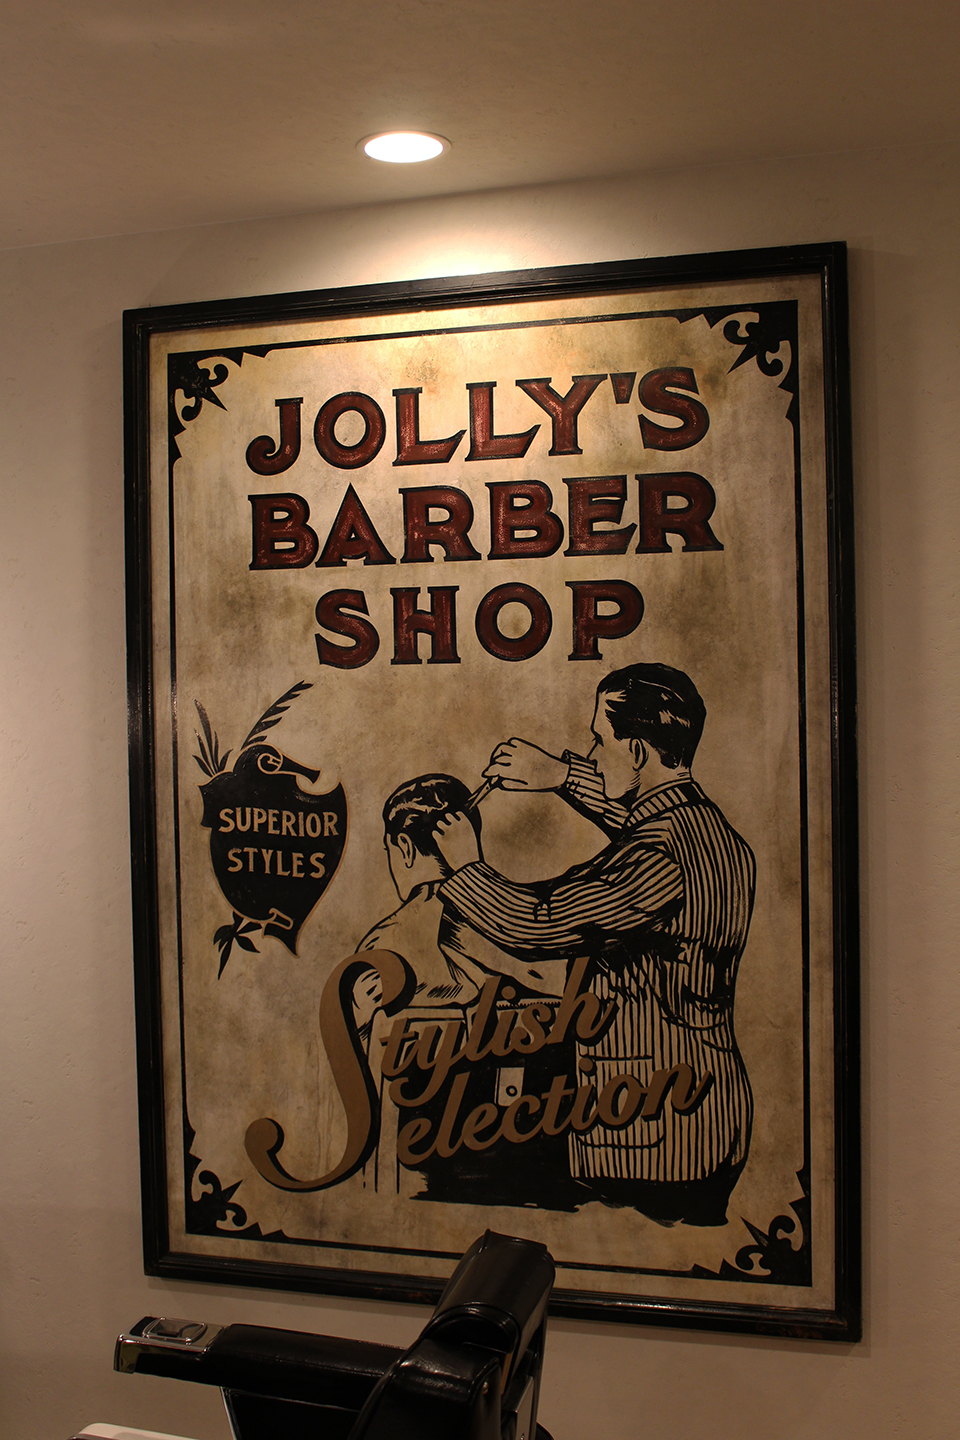 JOLLY'S
BARBER
SHOP
SUPERIOR
STYLES
Stylish
Selection